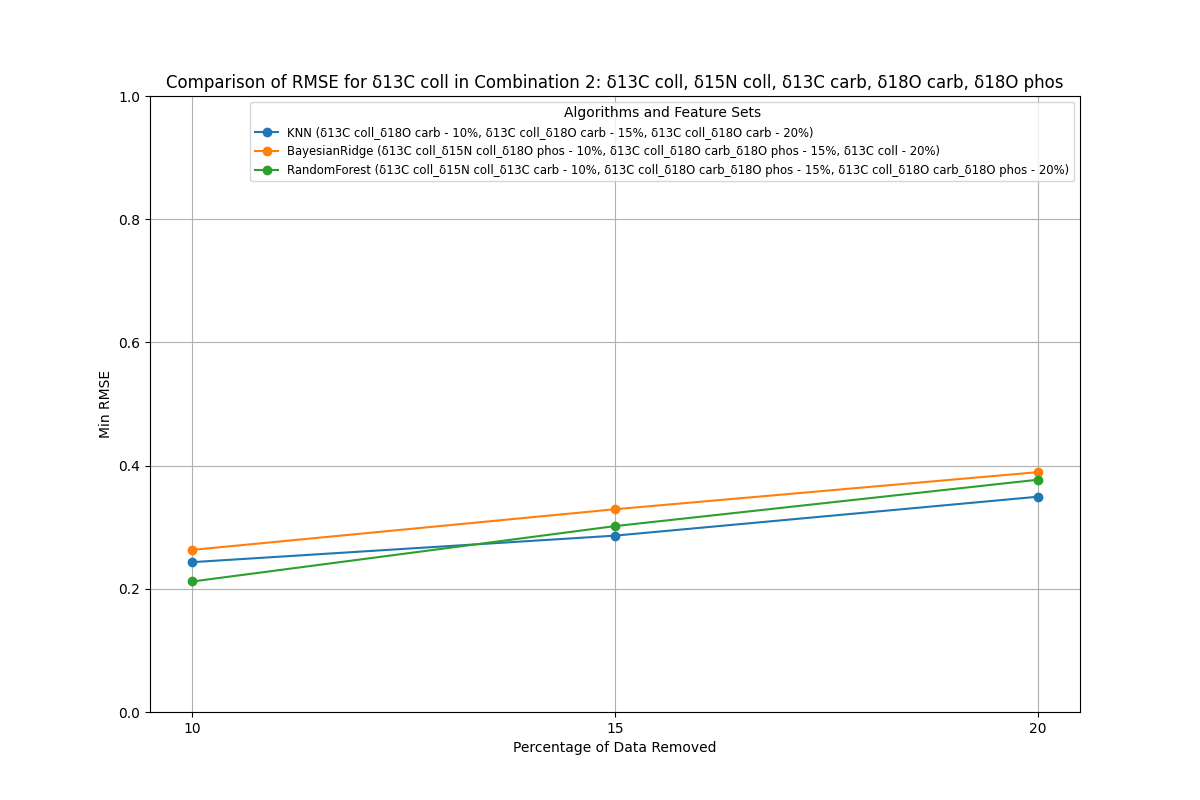 Comparison of RMSE for δ13C coll in Combination 2: δ13C coll, δ15N coll, δ13C carb, δ18O carb, δ18O phos
1.0
Algorithms and Feature Sets
KNN (δ13C coll_δ18O carb - 10%, δ13C coll_δ18O carb - 15%, δ13C coll_δ18O carb - 20%)
BayesianRidge (δ13C coll_δ15N coll_δ18O phos - 10%, δ13C coll_δ18O carb_δ18O phos - 15%, δ13C coll - 20%)
RandomForest (δ13C coll_δ15N coll_δ13C carb - 10%, δ13C coll_δ18O carb_δ18O phos - 15%, δ13C coll_δ18O carb_δ18O phos - 20%)
0.8
0.6
Min RMSE
0.4
0.2
0.0
10 15 20
Percentage of Data Removed